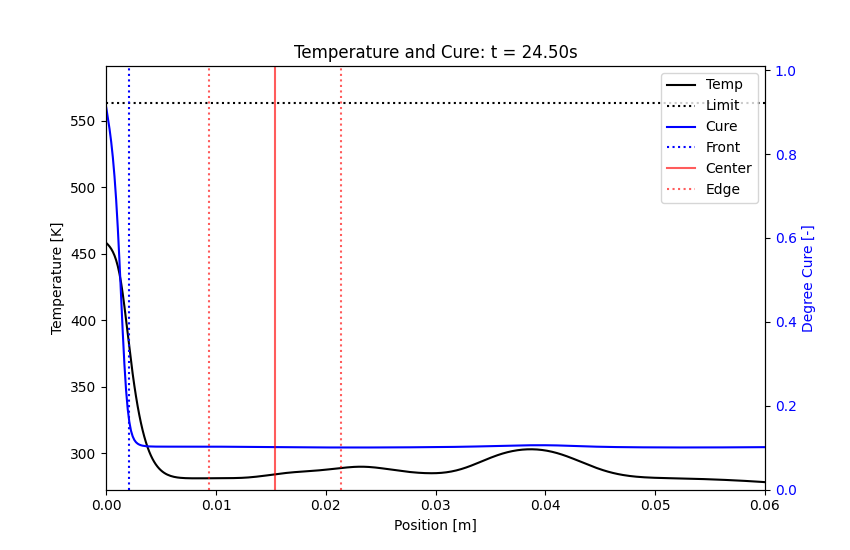 Temperature and Cure: t = 24.50s
Temperature [K]
550
500
450
400
350
300
Temp
Limit
Cure
Front
Center
Edge
1.0
0.8
0.6
0.4
0.2
0.0
Degree Cure [-]
0.00
0.01
0.02
0.03
0.04
0.05
0.06
Position [m]